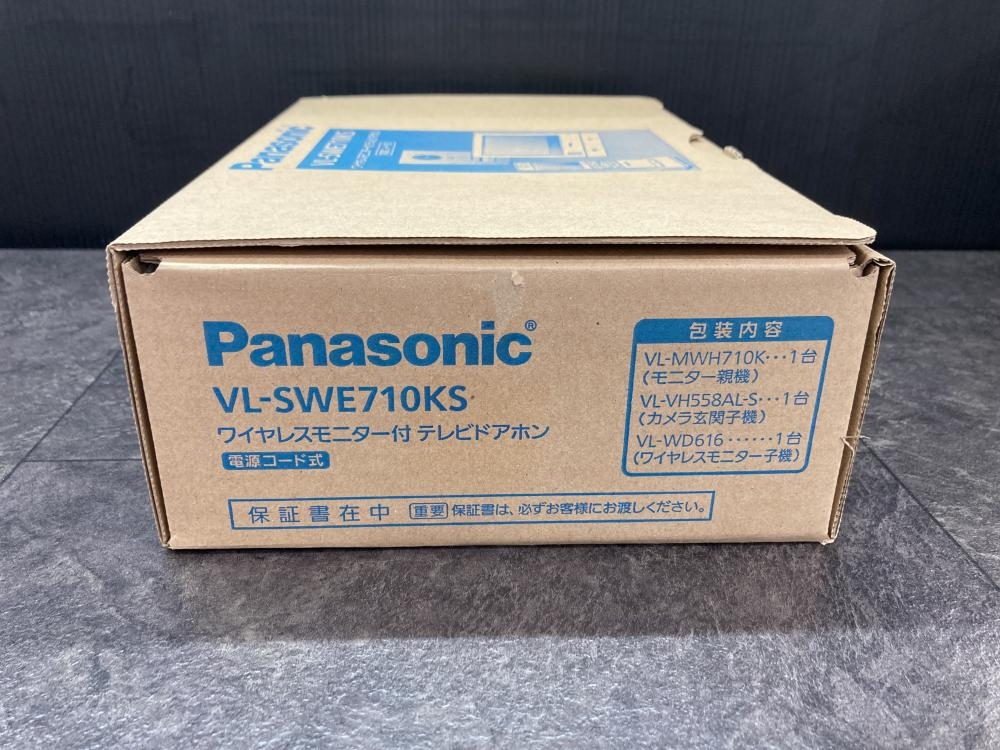 Panasonic
VL-SWE710KS
Panasonic®
VL-SWE710KS
ワイヤレスモニター付 テレビドアホン
電源コード式
包装内容
VL-MWH710K･･･1台
(モニター親機)
VL-VH558AL-S･･･1台
(カメラ玄関子機)
VL-WD616･･････1台
(ワイヤレスモニター子機)
保証書在中 重要 保証書は、必ずお客様にお渡しください。